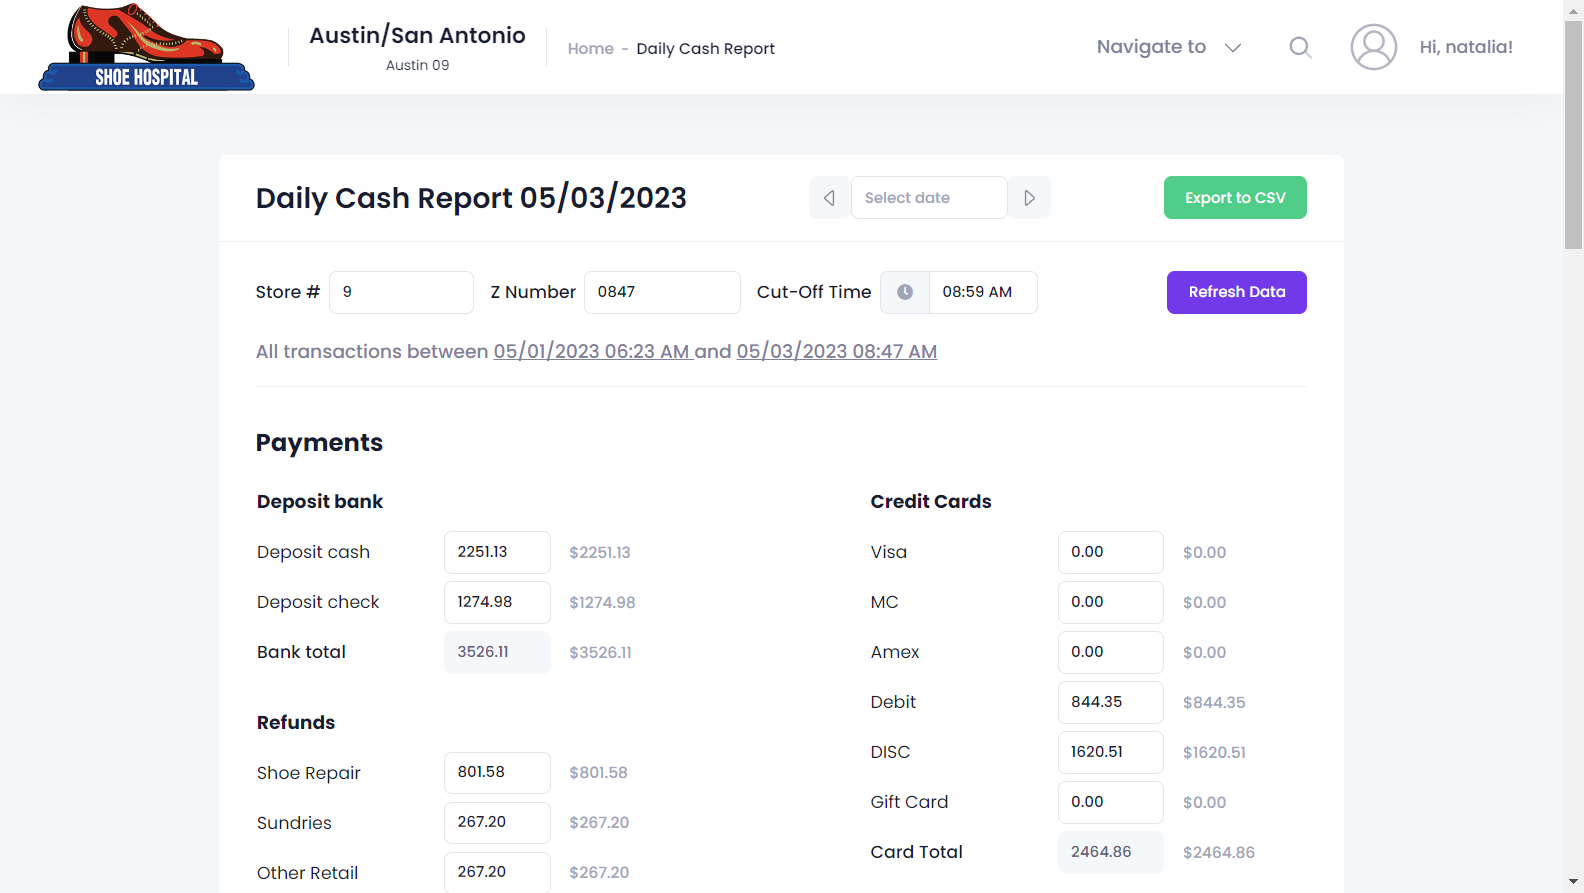 SHOE HOSPITAL
Austin/San Antonio
Austin 09
Home - Daily Cash Report
Navigate to
Hi, natalia!
Daily Cash Report 05/03/2023
Select date
Export to CSV
Store # 9 Z Number 0847 Cut-Off Time 08:59 AM
Refresh Data
All transactions between 05/01/2023 06:23 AM and 05/03/2023 08:47 AM
Payments
Deposit bank
Deposit cash 2251.13 $2251.13
Deposit check 1274.98 $1274.98
Bank total 3526.11 $3526.11
Refunds
Shoe Repair 801.58 $801.58
Sundries 267.20 $267.20
Other Retail 267.20 $267.20
Credit Cards
Visa 0.00 $0.00
MC 0.00 $0.00
Amex 0.00 $0.00
Debit 844.35 $844.35
DISC 1620.51 $1620.51
Gift Card 0.00 $0.00
Card Total 2464.86 $2464.86